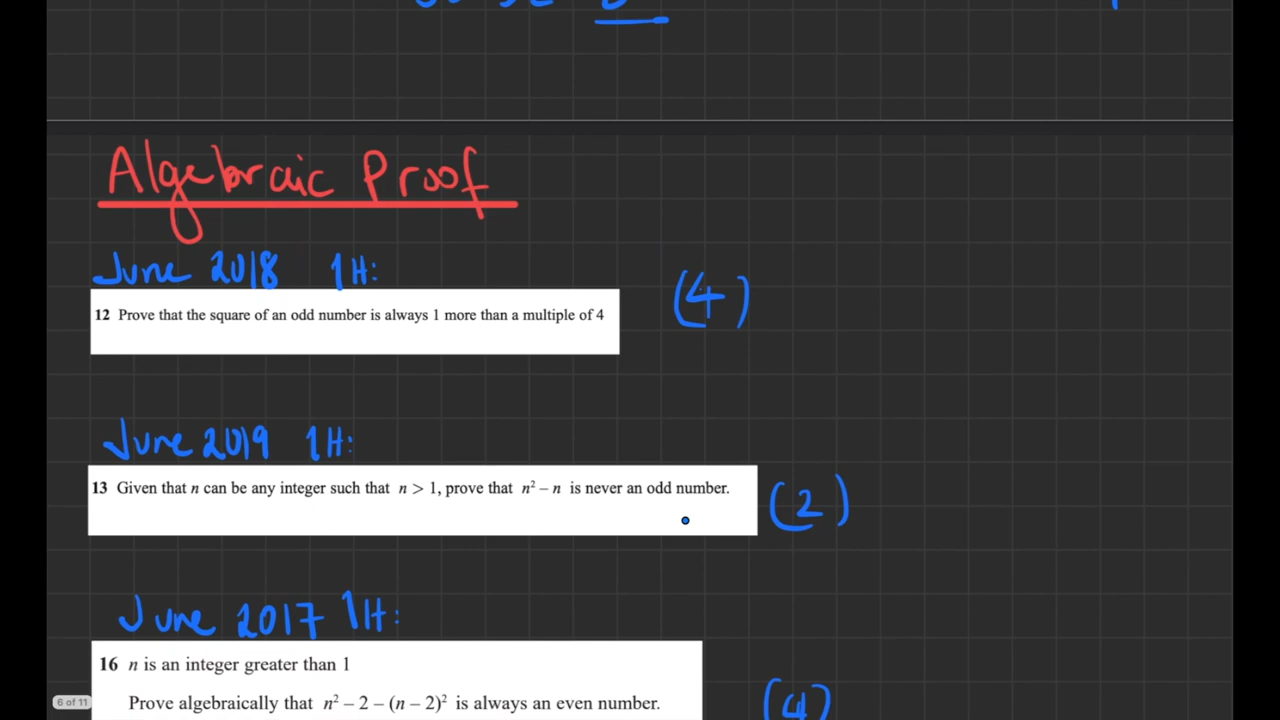 Algebraic Proof
June 2018 1H:
12 Prove that the square of an odd number is always 1 more than a multiple of 4
(4)
June 2019 1H:
13 Given that n can be any integer such that n > 1, prove that n² – n is never an odd number.
(2)
June 2017 1H:
16 n is an integer greater than 1
Prove algebraically that n² – 2 – (n – 2)² is always an even number.
(4)
6 of 11